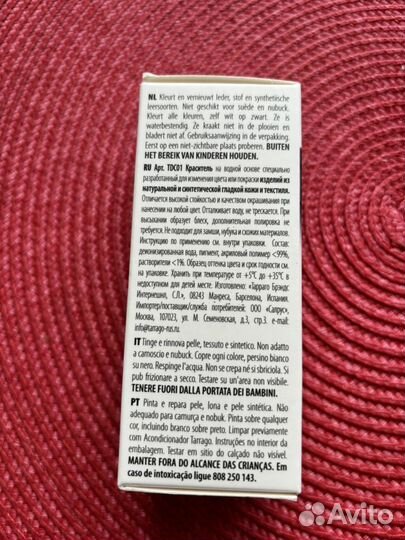 NL Kleurt en vernieuwt leder, stof en synthetische
leersoorten. Niet geschikt voor suède en nubuck.
Kleurt alle kleuren, zelf wit op zwart. Ze is
waterbestendig. Ze kraakt niet in de plooien en
bladert niet af. Gebruiksaanwijzing in de verpakking.
Eerst op een niet-zichtbare plaats proberen. BUITEN
HET BEREIK VAN KINDEREN HOUDEN.
RU Арт. TDC01 Краситель на водной основе специально
разработанный для изменения цвета или покраски изделий из
натуральной и синтетической гладкой кожи и текстиля.
Отличается высокой стойкостью и качеством окрашивания при
нанесении на любой цвет. Отталкивает воду, не трескается. При
высыхании образует блеск, дополнительная полировка не
требуется. Не подходит для замши, нубука и схожих материалов.
Инструкцию по применению см. внутри упаковки. Состав:
демонизированная вода, пигмент, акриловый полимер <99%,
растворители <1%. Образец оттенка цвета и срок годности см.
на упаковке. Хранить при температуре от +5°C до +35°C в
недоступном для детей месте. Изготовитель: «Тарраго Брэндс
Интернешнл, С.Л.», 08243 Манреса, Барселона, Испания.
Импортер/поставщик/служба потребителей ООО «Сапрус»,
Москва, 107023, ул. М. Семеновская, д.3, стр.3. e-mail:
info@tarrago-rus.ru.
IT Tinge e rinnova pelle, tessuto e sintetico. Non adatto
a camoscio e nubuck. Copre ogni colore, persino bianco
su nero. Respinge l'acqua. Non se crepa né si sbriciola. Si
pub frizionare a secco. Testare su un'area non visibile.
TENERE FUORI DALLA PORTATA DEI BAMBINI.
PT Pinta e repara pele, lona e pele sintética. Não
adequado para camurça e nobuck. Pinta sobre qualquer
cor, incluindo branco sobre preto. Limpar previamente
com Acondicionador Tarrago. Instruções no interior da
embalagem. Testar em sitio do calçado não visível.
MANTER FORA DO ALCANCE DAS CRIANÇAS. Em
caso de intoxicação ligue 808 250 143.
Avito